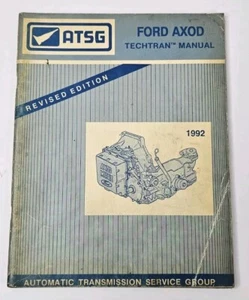 ATSG
FORD AXOD
TECHTRAN™ MANUAL
REVISED EDITION
1992
AUTOMATIC TRANSMISSION SERVICE GROUP